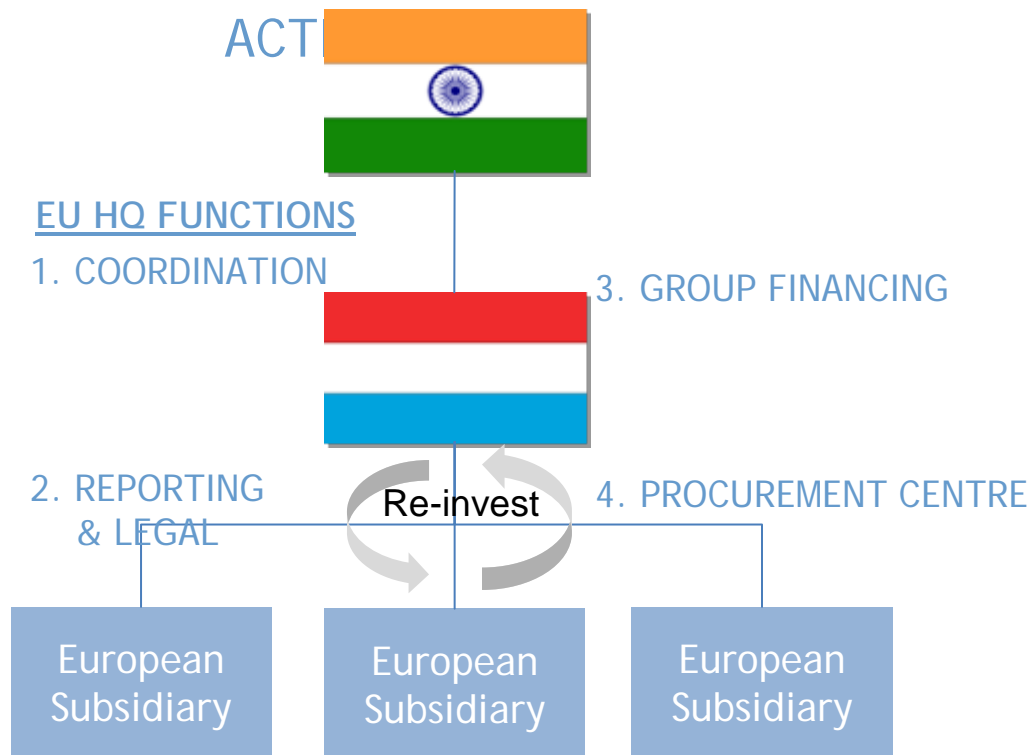 EU HQ FUNCTIONS
1. COORDINATION
3. GROUP FINANCING
2. REPORTING
& LEGAL
Re-invest
4. PROCUREMENT CENTRE
European
Subsidiary
European
Subsidiary
European
Subsidiary